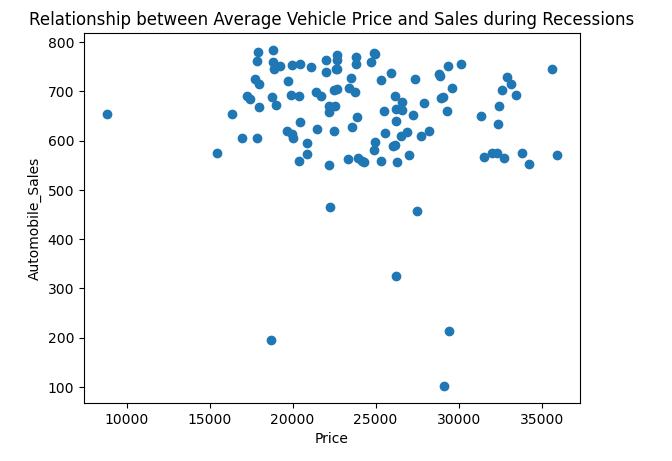 Relationship between Average Vehicle Price and Sales during Recessions
800
700
600
500
400
300
200
100
Automobile_Sales
10000 15000 20000 25000 30000 35000
Price